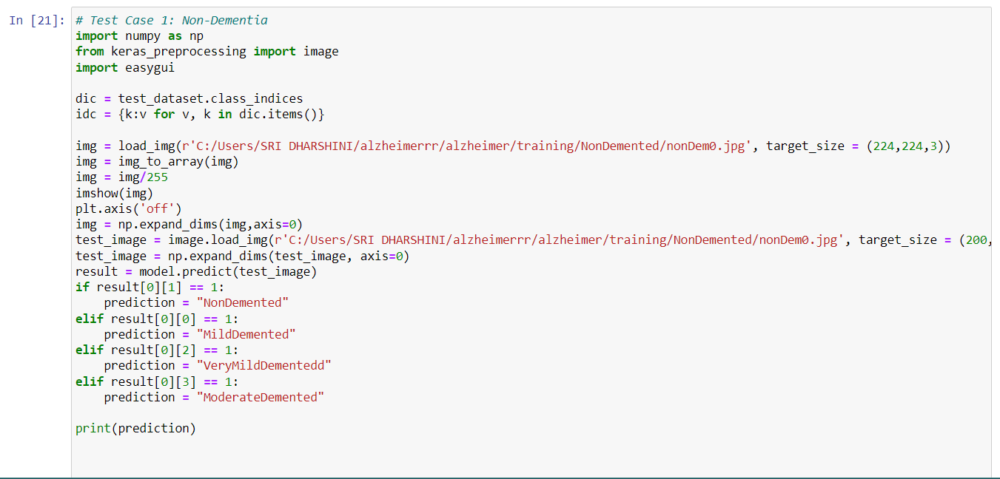 In [21]: # Test Case 1: Non-Dementia
import numpy as np
from keras_preprocessing import image
import easygui

dic = test_dataset.class_indices
idc = {k:v for v, k in dic.items()}

img = load_img(r'C:/Users/SRI DHARSHINI/alzheimerrr/alzheimer/training/NonDemented/nonDem0.jpg', target_size = (224,224,3))
img = img_to_array(img)
img = img/255
imshow(img)
plt.axis('off')
img = np.expand_dims(img,axis=0)
test_image = image.load_img(r'C:/Users/SRI DHARSHINI/alzheimerrr/alzheimer/training/NonDemented/nonDem0.jpg', target_size = (200,
test_image = np.expand_dims(test_image, axis=0)
result = model.predict(test_image)
if result[0][1] == 1:
    prediction = "NonDemented"
elif result[0][0] == 1:
    prediction = "MildDemented"
elif result[0][2] == 1:
    prediction = "VeryMildDementedd"
elif result[0][3] == 1:
    prediction = "ModerateDemented"

print(prediction)